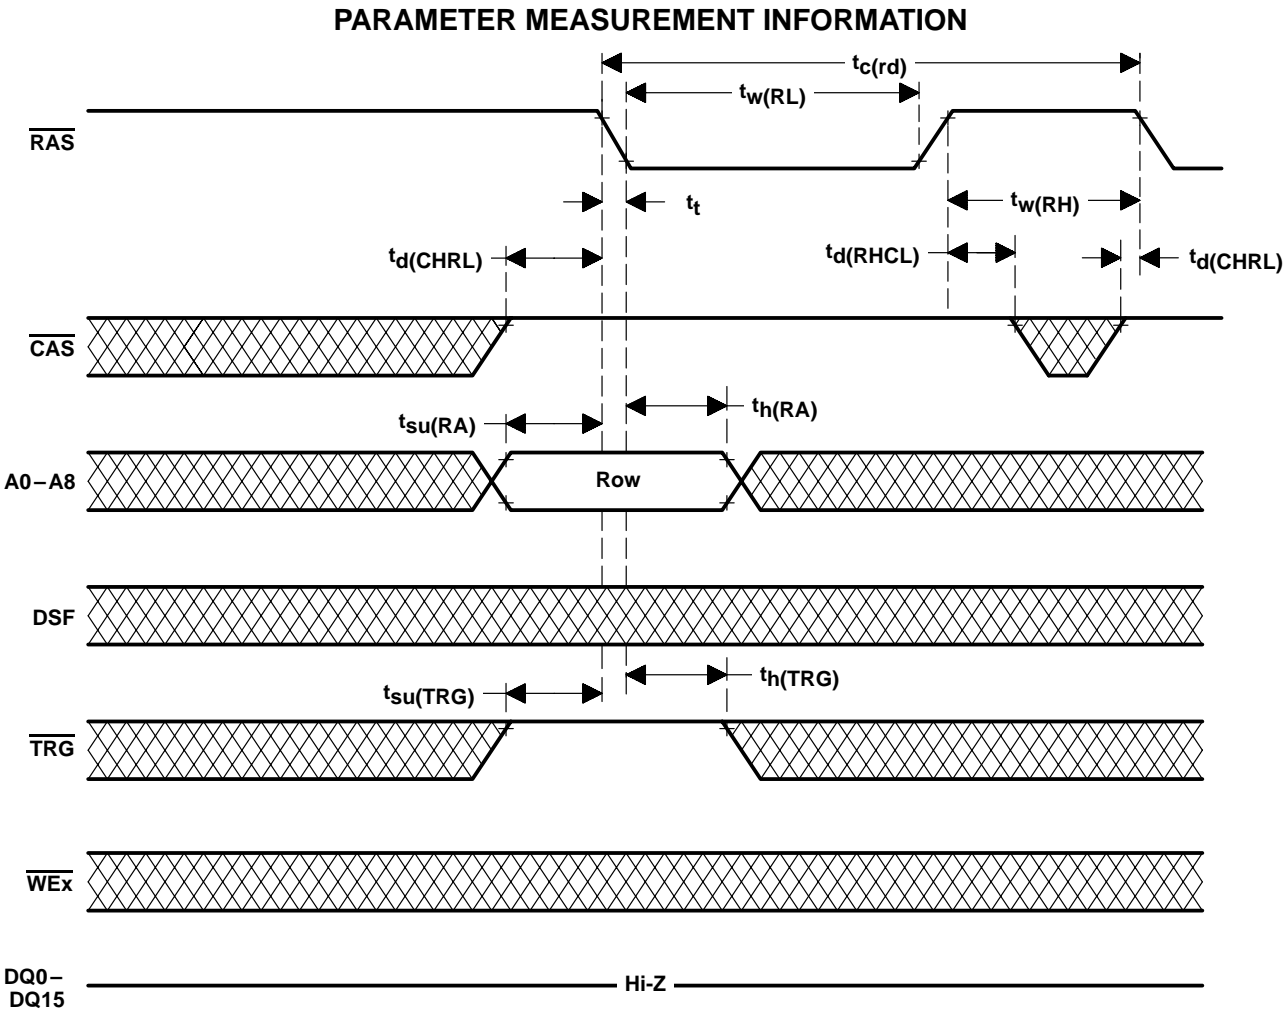 PARAMETER MEASUREMENT INFORMATION
tc(rd)
tw(RL)
RAS
tt
tw(RH)
td(CHRL)
td(RHCL)
td(CHRL)
CAS
tsu(RA)
th(RA)
A0–A8
Row
DSF
tsu(TRG)
th(TRG)
TRG
WEx
DQ0–
DQ15
Hi-Z